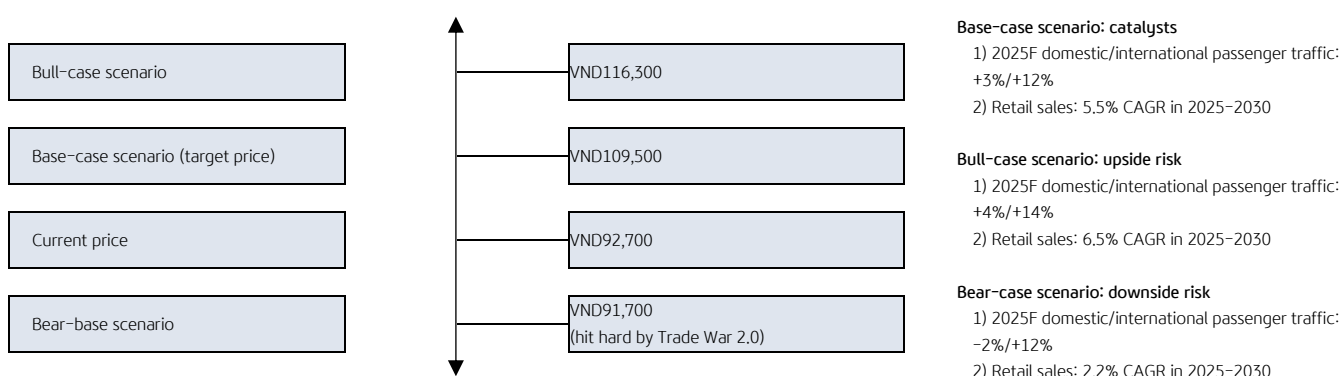 Bull-case scenario
VND116,300
Base-case scenario (target price)
VND109,500
Current price
VND92,700
Bear-base scenario
VND91,700
(hit hard by Trade War 2.0)
Base-case scenario: catalysts
1) 2025F domestic/international passenger traffic:
+3%/+12%
2) Retail sales: 5.5% CAGR in 2025-2030
Bull-case scenario: upside risk
1) 2025F domestic/international passenger traffic:
+4%/+14%
2) Retail sales: 6.5% CAGR in 2025-2030
Bear-case scenario: downside risk
1) 2025F domestic/international passenger traffic:
-2%/+12%
2) Retail sales: 2.2% CAGR in 2025-2030